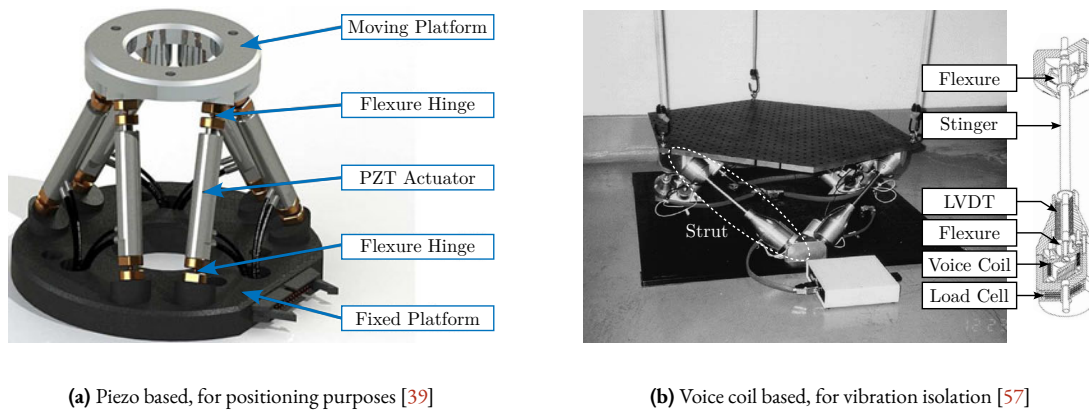 Moving Platform
Flexure Hinge
PZT Actuator
Flexure Hinge
Fixed Platform
Strut
Flexure
Stinger
LVDT
Flexure
Voice Coil
Load Cell
(a) Piezo based, for positioning purposes [39]
(b) Voice coil based, for vibration isolation [57]